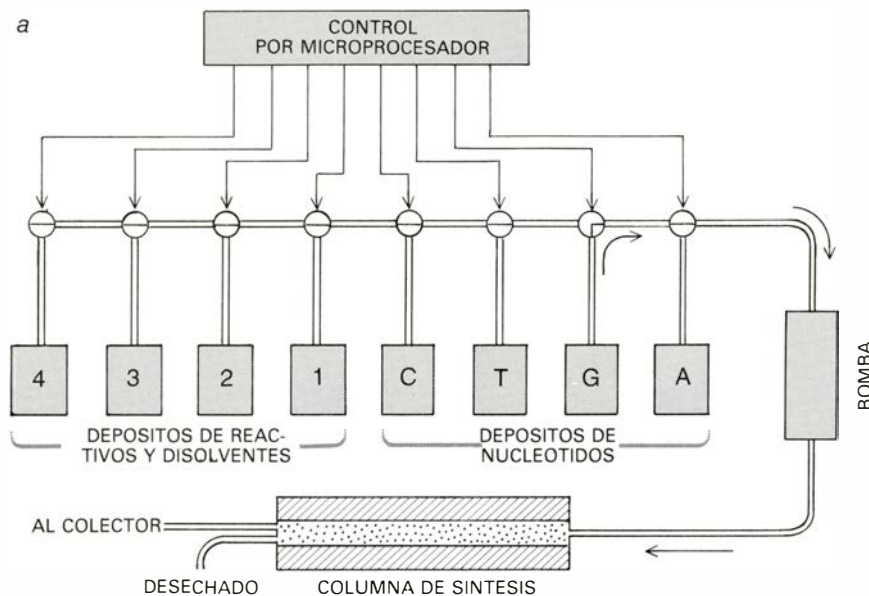 a
CONTROL
POR MICROPROCESADOR
4
3
2
1
C
T
G
A
DEPOSITOS DE REAC-
TIVOS Y DISOLVENTES
DEPOSITOS DE
NUCLEOTIDOS
BOMBA
AL COLECTOR
DESECHADO
COLUMNA DE SINTESIS